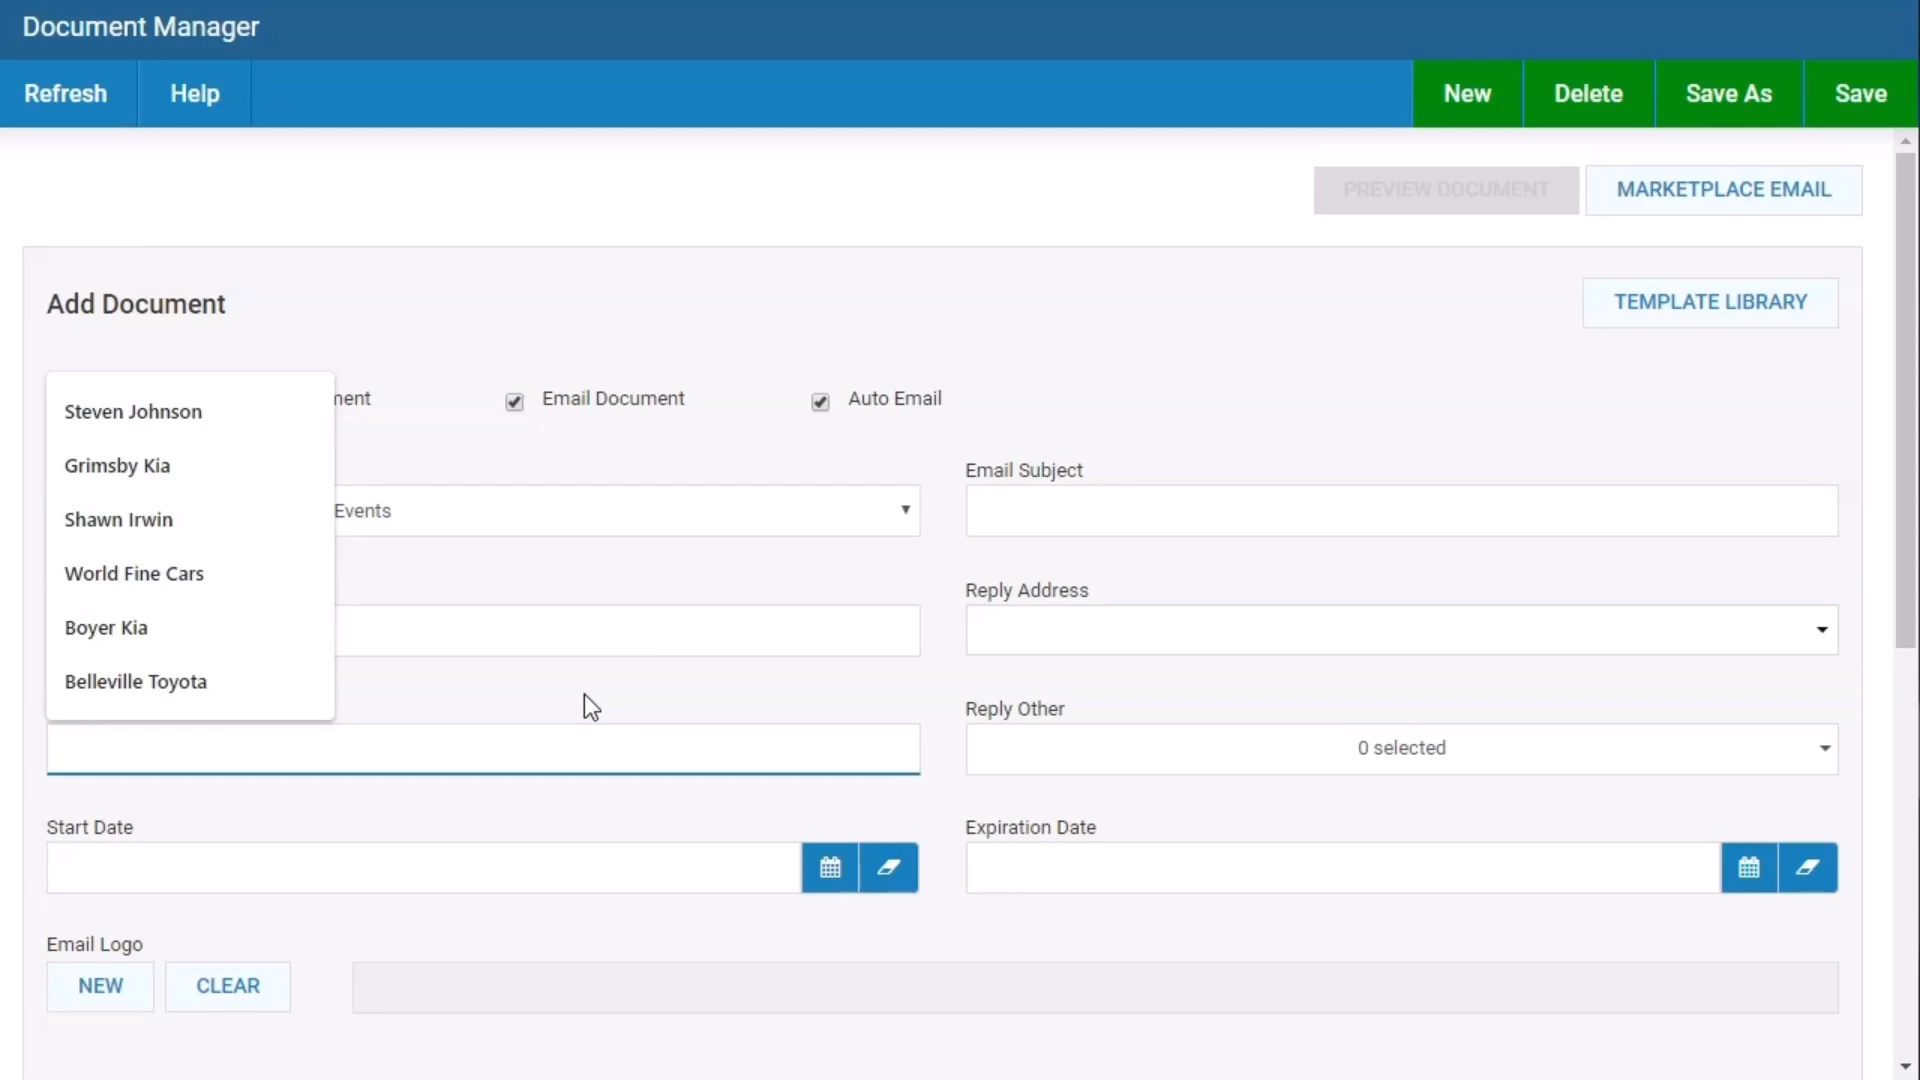 Document Manager
Refresh Help New Delete Save As Save
PREVIEW DOCUMENT MARKETPLACE EMAIL
Add Document TEMPLATE LIBRARY
Email Document Auto Email
Steven Johnson
Grimsby Kia
Shawn Irwin
World Fine Cars
Boyer Kia
Belleville Toyota
Events
Email Subject
Reply Address
Reply Other
0 selected
Start Date Expiration Date
Email Logo
NEW CLEAR